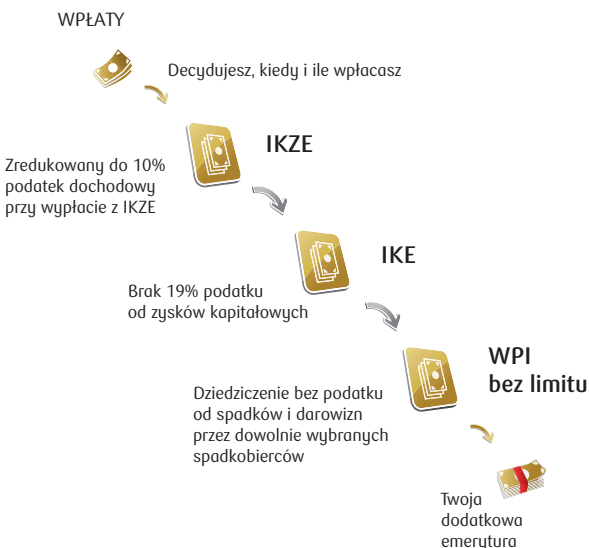 WPŁATY
Decydujesz, kiedy i ile wpłacasz
IKZE
Zredukowany do 10%
podatek dochodowy
przy wypłacie z IKZE
IKE
Brak 19% podatku
od zysków kapitałowych
WPI
bez limitu
Dziedziczenie bez podatku
od spadków i darowizn
przez dowolnie wybranych
spadkobierców
Twoja
dodatkowa
emerytura